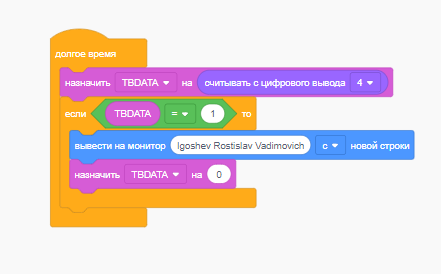 долгое время
назначить TBDATA на считывать с цифрового вывода 4
если TBDATA = 1 то
вывести на монитор Igoshev Rostislav Vadimovich с новой строки
назначить TBDATA на 0